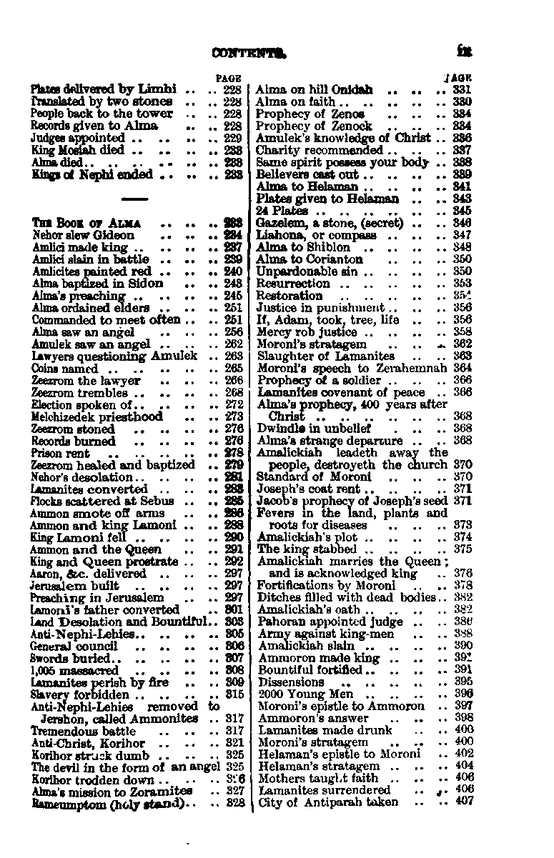 CONTENTS. ix
PAGE
Plates delivered by Limhi .. .. 228
Translated by two stones .. .. 228
People back to the tower .. .. 228
Records given to Alma .. .. 228
Judges appointed .. .. .. .. 229
King Mosiah died .. .. .. .. 233
Alma died.. .. .. .. .. .. 233
Kings of Nephi ended .. .. .. 233
THE BOOK OF ALMA .. .. .. 233
Nehor slew Gideon .. .. .. 234
Amlici made king .. .. .. .. 237
Amlici slain in battle .. .. .. 239
Amlicites painted red .. .. .. 240
Alma baptized in Sidon .. .. 243
Alma's preaching .. .. .. .. 245
Alma ordained elders .. .. .. 251
Commanded to meet often .. .. 251
Alma saw an angel .. .. .. 256
Amulek saw an angel .. .. .. 262
Lawyers questioning Amulek .. 263
Coins named .. .. .. .. .. 265
Zeezrom the lawyer .. .. .. 266
Zeezrom trembles .. .. .. .. 268
Election spoken of.. .. .. .. 272
Melchizedek priesthood .. .. 273
Zeezrom stoned .. .. .. .. 276
Records burned .. .. .. .. 276
Prison rent .. .. .. .. .. 278
Zeezrom healed and baptized .. 279
Nehor's desolation.. .. .. .. 281
Lamanites converted .. .. .. 283
Flocks scattered at Sebus .. .. 285
Ammon smote off arms .. .. 286
Ammon and king Lamoni .. .. 288
King Lamoni fell .. .. .. .. 290
Ammon and the Queen .. .. 291
King and Queen prostrate .. .. 292
Aaron, &c. delivered .. .. .. 297
Jerusalem built .. .. .. .. 297
Preaching in Jerusalem .. .. 297
Lamoni's father converted .. 301
Land Desolation and Bountiful.. 303
Anti-Nephi-Lehies.. .. .. .. 305
General council .. .. .. .. 306
Swords buried.. .. .. .. .. 307
1,005 massacred .. .. .. .. 308
Lamanites perish by fire .. .. 309
Slavery forbidden .. .. .. .. 315
Anti-Nephi-Lehies removed to
Jershon, called Ammonites .. 317
Tremendous battle .. .. .. 317
Anti-Christ, Korihor .. .. .. 321
Korihor struck dumb .. .. .. 325
The devil in the form of an angel 325
Korihor trodden down .. .. .. 326
Alma's mission to Zoramites .. 327
Rameumptom (holy stand).. .. 328
PAGE
Alma on hill Onidah .. .. .. 331
Alma on faith .. .. .. .. .. 330
Prophecy of Zenos .. .. .. 334
Prophecy of Zenock .. .. .. 334
Amulek's knowledge of Christ .. 336
Charity recommended .. .. .. 337
Same spirit possess your body .. 338
Believers cast out .. .. .. .. 339
Alma to Helaman .. .. .. .. 341
Plates given to Helaman .. .. 343
24 Plates .. .. .. .. .. .. 345
Gazelem, a stone, (secret) .. .. 346
Liahona, or compass .. .. .. 347
Alma to Shiblon .. .. .. .. 348
Alma to Corianton .. .. .. 350
Unpardonable sin .. .. .. .. 350
Resurrection .. .. .. .. .. 353
Restoration .. .. .. .. ..
Justice in punishment .. .. .. 356
If, Adam, took, tree, life .. .. 356
Mercy rob justice .. .. .. .. 358
Moroni's stratagem .. .. .. 362
Slaughter of Lamanites .. .. 363
Moroni's speech to Zerahemnah 364
Prophecy of a soldier .. .. .. 366
Lamanites covenant of peace .. 366
Alma's prophecy, 400 years after
Christ .. .. .. .. .. .. 368
Dwindle in unbelief .. .. .. 368
Alma's strange departure .. .. 368
Amalickiah leadeth away the
people, destroyeth the church 370
Standard of Moroni .. .. .. 370
Joseph's coat rent .. .. .. .. 371
Jacob's prophecy of Joseph's seed 371
Fevers in the land, plants and
roots for diseases .. .. .. 373
Amalickiah's plot .. .. .. .. 374
The king stabbed .. .. .. .. 375
Amalickiah marries the Queen;
and is acknowledged king .. 376
Fortifications by Moroni .. .. 378
Ditches filled with dead bodies .. 382
Amalickiah's oath .. .. .. .. 382
Pahoran appointed judge .. .. 386
Army against king-men .. .. 388
Amalickiah slain .. .. .. .. 390
Ammoron made king .. .. ..
Bountiful fortified.. .. .. .. 391
Dissensions .. .. .. .. .. 395
2000 Young Men .. .. .. .. 396
Moroni's epistle to Ammoron .. 397
Ammoron's answer .. .. .. 398
Lamanites made drunk .. .. 400
Moroni's stratagem .. .. .. 400
Helaman's epistle to Moroni .. 402
Helaman's stratagem .. .. .. 404
Mothers taught faith .. .. .. 406
Lamanites surrendered .. .. 406
City of Antiparah taken .. .. 407